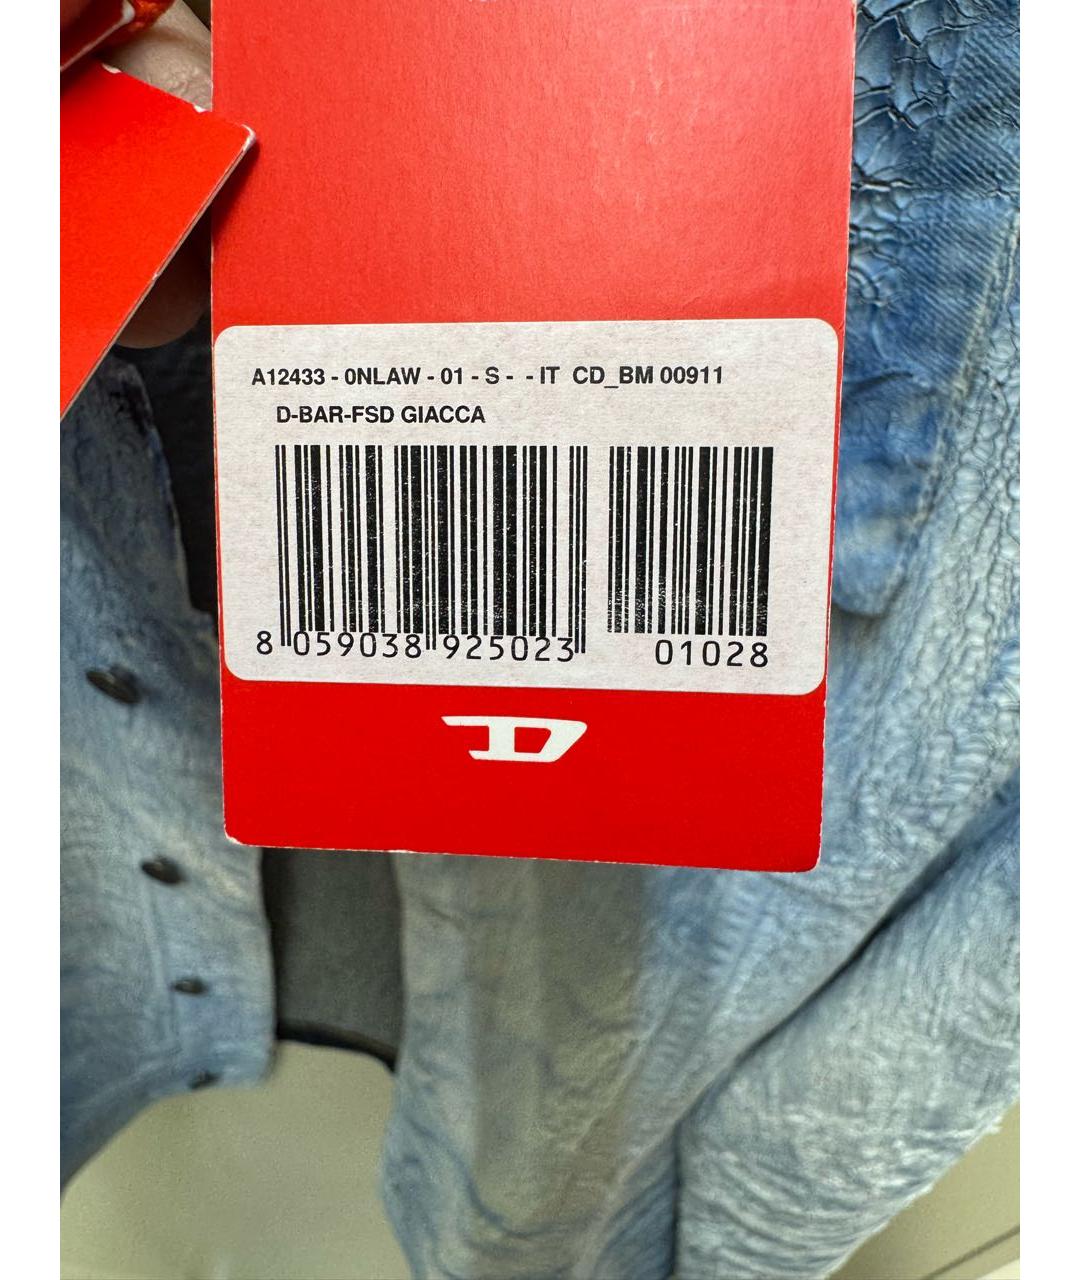 A12433 - 0NLAW - 01 - S - - IT CD_BM 00911
D-BAR-FSD GIACCA
8 059038 925023 01028
D